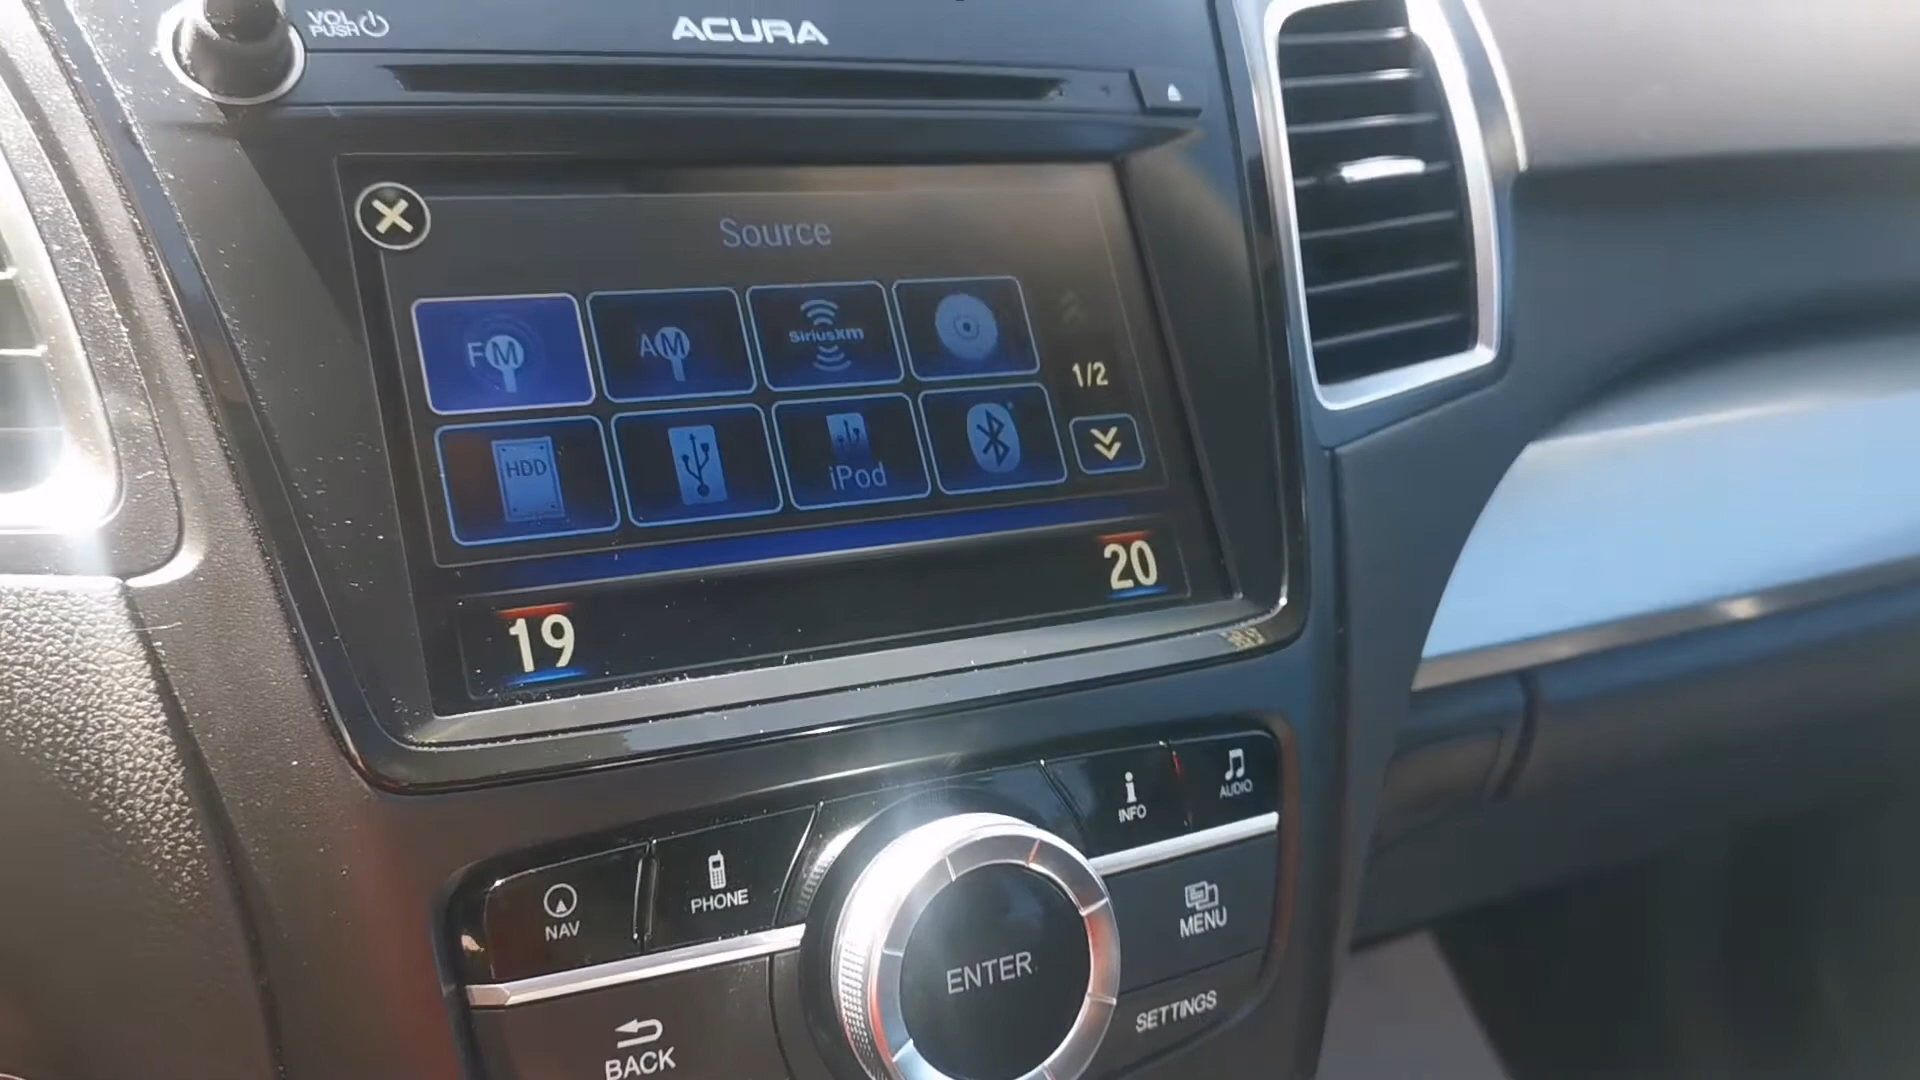 VOL
PUSH
ACURA
Source
FM
AM
SiriusXM
1/2
HDD
iPod
19
20
INFO
AUDIO
NAV
PHONE
MENU
ENTER
SETTINGS
BACK